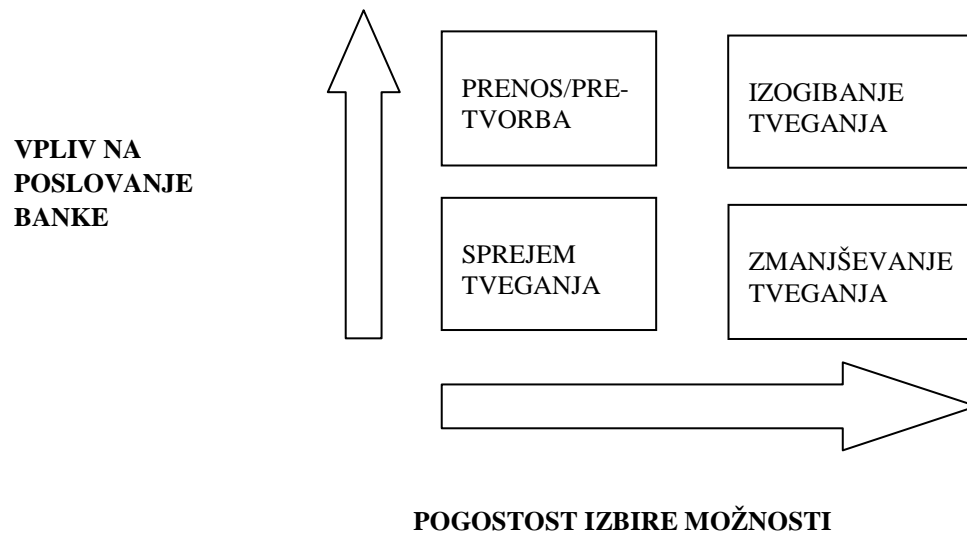 PRENOS/PRE-
TVORBA
IZOGIBANJE
TVEGANJA
VPLIV NA
POSLOVANJE
BANKE
SPREJEM
TVEGANJA
ZMANJŠEVANJE
TVEGANJA
POGOSTOST IZBIRE MOŽNOSTI